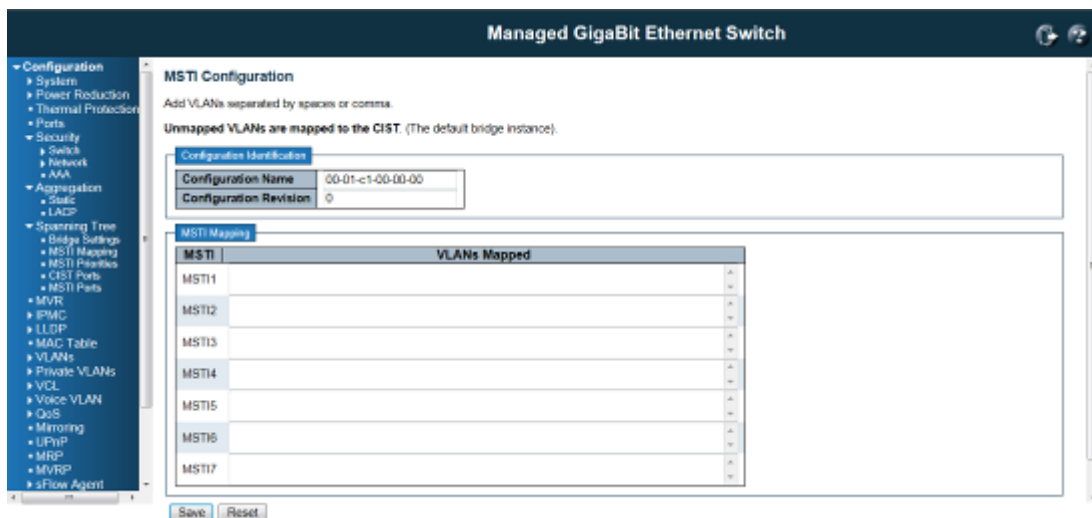 Managed GigaBit Ethernet Switch
Configuration
System
Power Reduction
Thermal Protection
Ports
Security
Switch
Network
AAA
Aggregation
Static
LACP
Spanning Tree
Bridge Settings
MSTI Mapping
MSTI Priorities
CIST Ports
MSTI Ports
MVR
IPMC
LLDP
MAC Table
VLANs
Private VLANs
VCL
Voice VLAN
QoS
Mirroring
UPnP
MRP
MVRP
sFlow Agent
MSTI Configuration
Add VLANs separated by spaces or comma.
Unmapped VLANs are mapped to the CIST. (The default bridge instance).
Configuration Identification
Configuration Name 00-01-c1-00-00-00
Configuration Revision 0
MSTI Mapping
MSTI VLANs Mapped
MSTI1
MSTI2
MSTI3
MSTI4
MSTI5
MSTI6
MSTI7
Save Reset